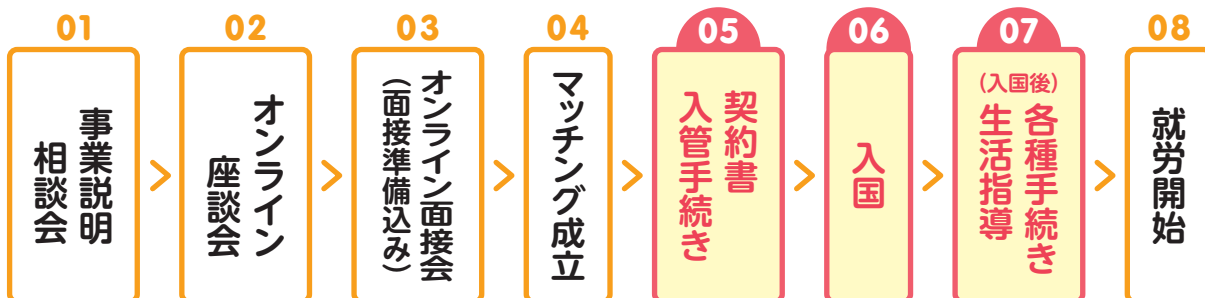 01
事業説明
相談会
02
オンライン
座談会
03
オンライン面接会
(面接準備込み)
04
マッチング成立
05
契約書
入管手続き
06
入国
07
(入国後)
各種手続き
生活指導
08
就労開始